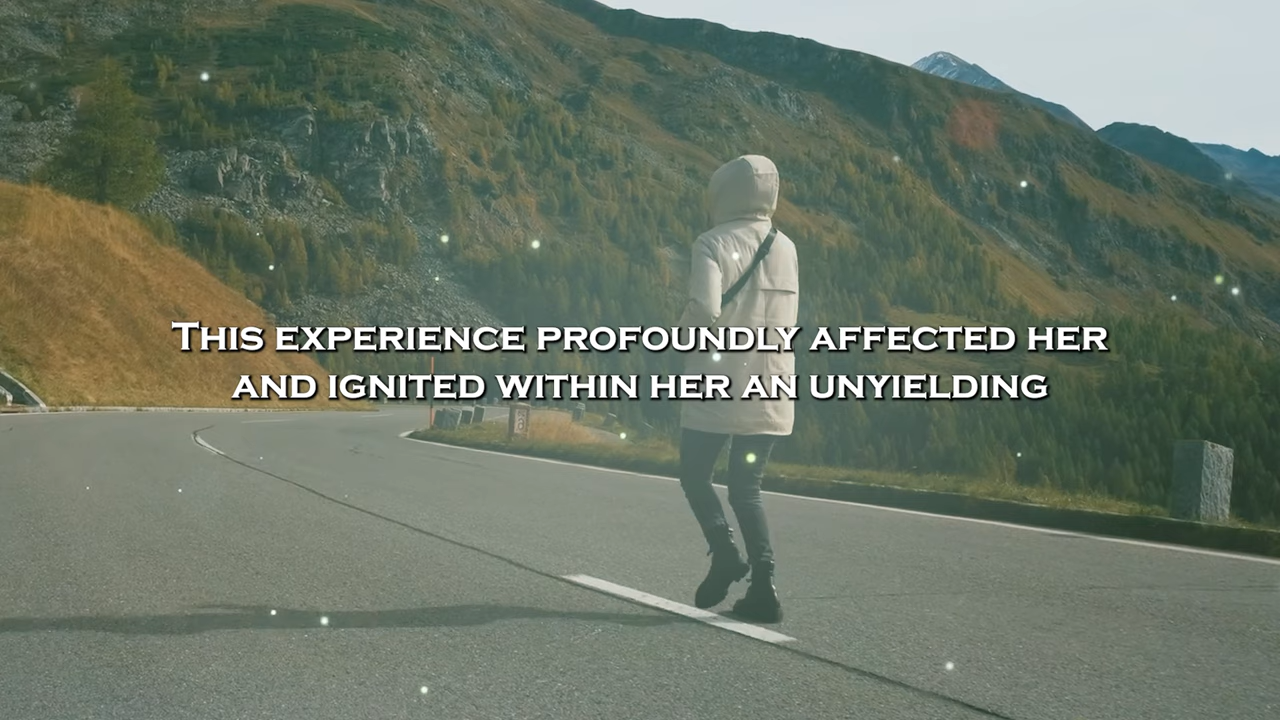 This experience profoundly affected her
and ignited within her an unyielding